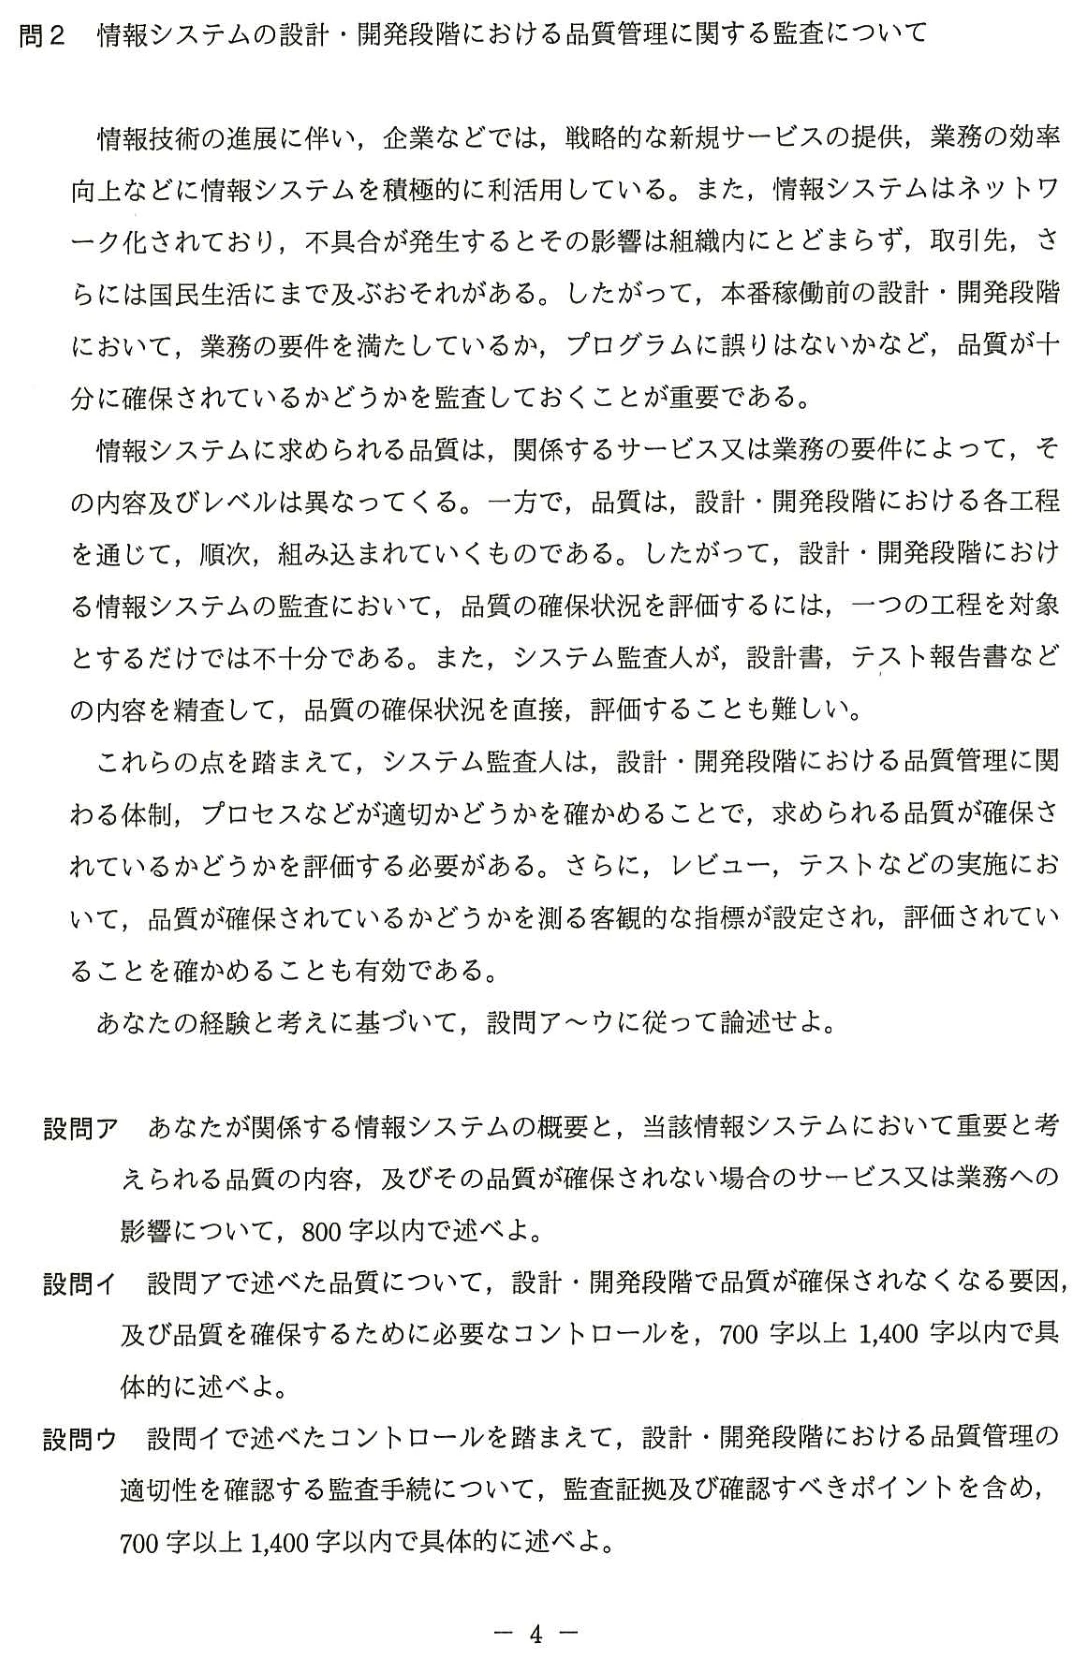 問2 情報システムの設計・開発段階における品質管理に関する監査について
情報技術の進展に伴い，企業などでは，戦略的な新規サービスの提供，業務の効率
向上などに情報システムを積極的に利活用している。また，情報システムはネットワ
ーク化されており，不具合が発生するとその影響は組織内にとどまらず，取引先，さ
らには国民生活にまで及ぶおそれがある。したがって，本番稼働前の設計・開発段階
において，業務の要件を満たしているか，プログラムに誤りはないかなど，品質が十
分に確保されているかどうかを監査しておくことが重要である。
情報システムに求められる品質は，関係するサービス又は業務の要件によって，そ
の内容及びレベルは異なってくる。一方で，品質は，設計・開発段階における各工程
を通じて，順次，組み込まれていくものである。したがって，設計・開発段階におけ
る情報システムの監査において，品質の確保状況を評価するには，一つの工程を対象
とするだけでは不十分である。また，システム監査人が，設計書，テスト報告書など
の内容を精査して，品質の確保状況を直接，評価することも難しい。
これらの点を踏まえて，システム監査人は，設計・開発段階における品質管理に関
わる体制，プロセスなどが適切かどうかを確かめることで，求められる品質が確保さ
れているかどうかを評価する必要がある。さらに，レビュー，テストなどの実施にお
いて，品質が確保されているかどうかを測る客観的な指標が設定され，評価されてい
ることを確かめることも有効である。
あなたの経験と考えに基づいて，設問ア～ウに従って論述せよ。
設問ア あなたが関係する情報システムの概要と，当該情報システムにおいて重要と考
えられる品質の内容，及びその品質が確保されない場合のサービス又は業務への
影響について，800 字以内で述べよ。
設問イ 設問アで述べた品質について，設計・開発段階で品質が確保されなくなる要因，
及び品質を確保するために必要なコントロールを，700 字以上 1,400 字以内で具
体的に述べよ。
設問ウ 設問イで述べたコントロールを踏まえて，設計・開発段階における品質管理の
適切性を確認する監査手続について，監査証拠及び確認すべきポイントを含め，
700 字以上 1,400 字以内で具体的に述べよ。
— 4 —